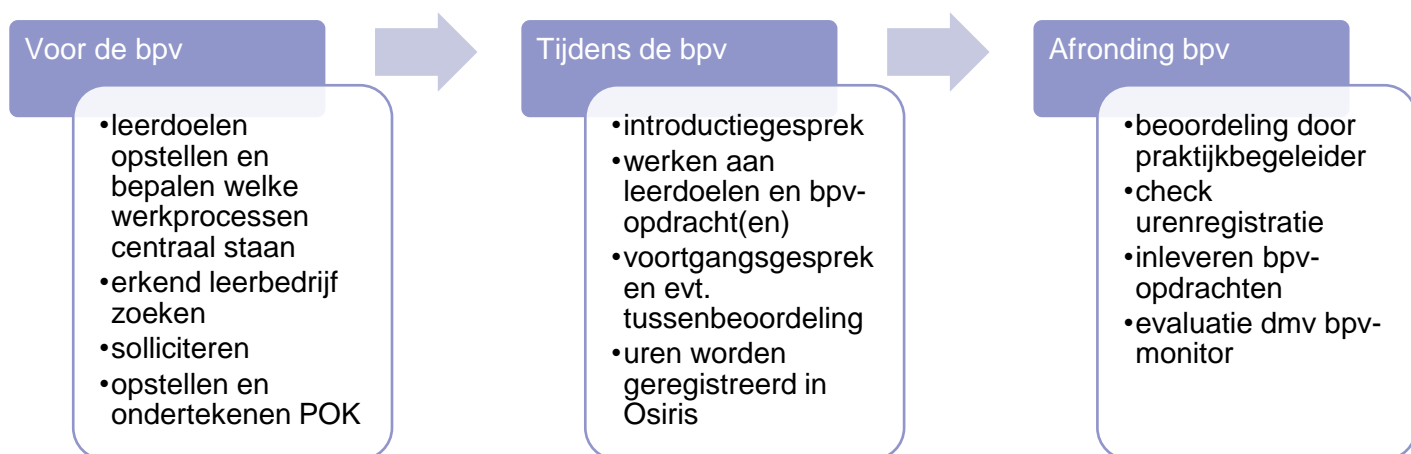 Voor de bpv
•leerdoelen
opstellen en
bepalen welke
werkprocessen
centraal staan
•erkend leerbedrijf
zoeken
•solliciteren
•opstellen en
ondertekenen POK
Tijdens de bpv
•introductiegesprek
•werken aan
leerdoelen en bpv-
opdracht(en)
•voortgangsgesprek
en evt.
tussenbeoordeling
•uren worden
geregistreerd in
Osiris
Afronding bpv
•beoordeling door
praktijkbegeleider
•check
urenregistratie
•inleveren bpv-
opdrachten
•evaluatie dmv bpv-
monitor